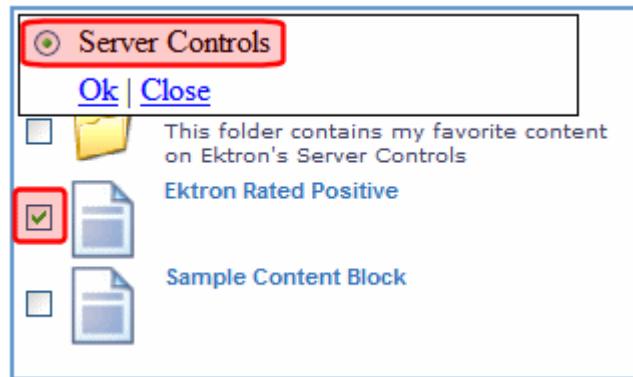 Server Controls
Ok | Close
This folder contains my favorite content
on Ektron's Server Controls
Ektron Rated Positive
Sample Content Block